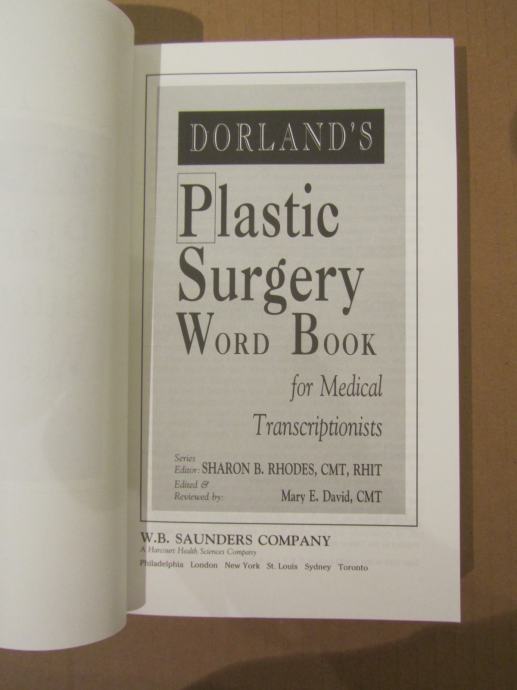 DORLAND'S
Plastic
Surgery
WORD BOOK
for Medical
Transcriptionists
Series
Editor: SHARON B. RHODES, CMT, RHIT
Edited &
Reviewed by: Mary E. David, CMT
W.B. SAUNDERS COMPANY
A Harcourt Health Sciences Company
Philadelphia London New York St. Louis Sydney Toronto